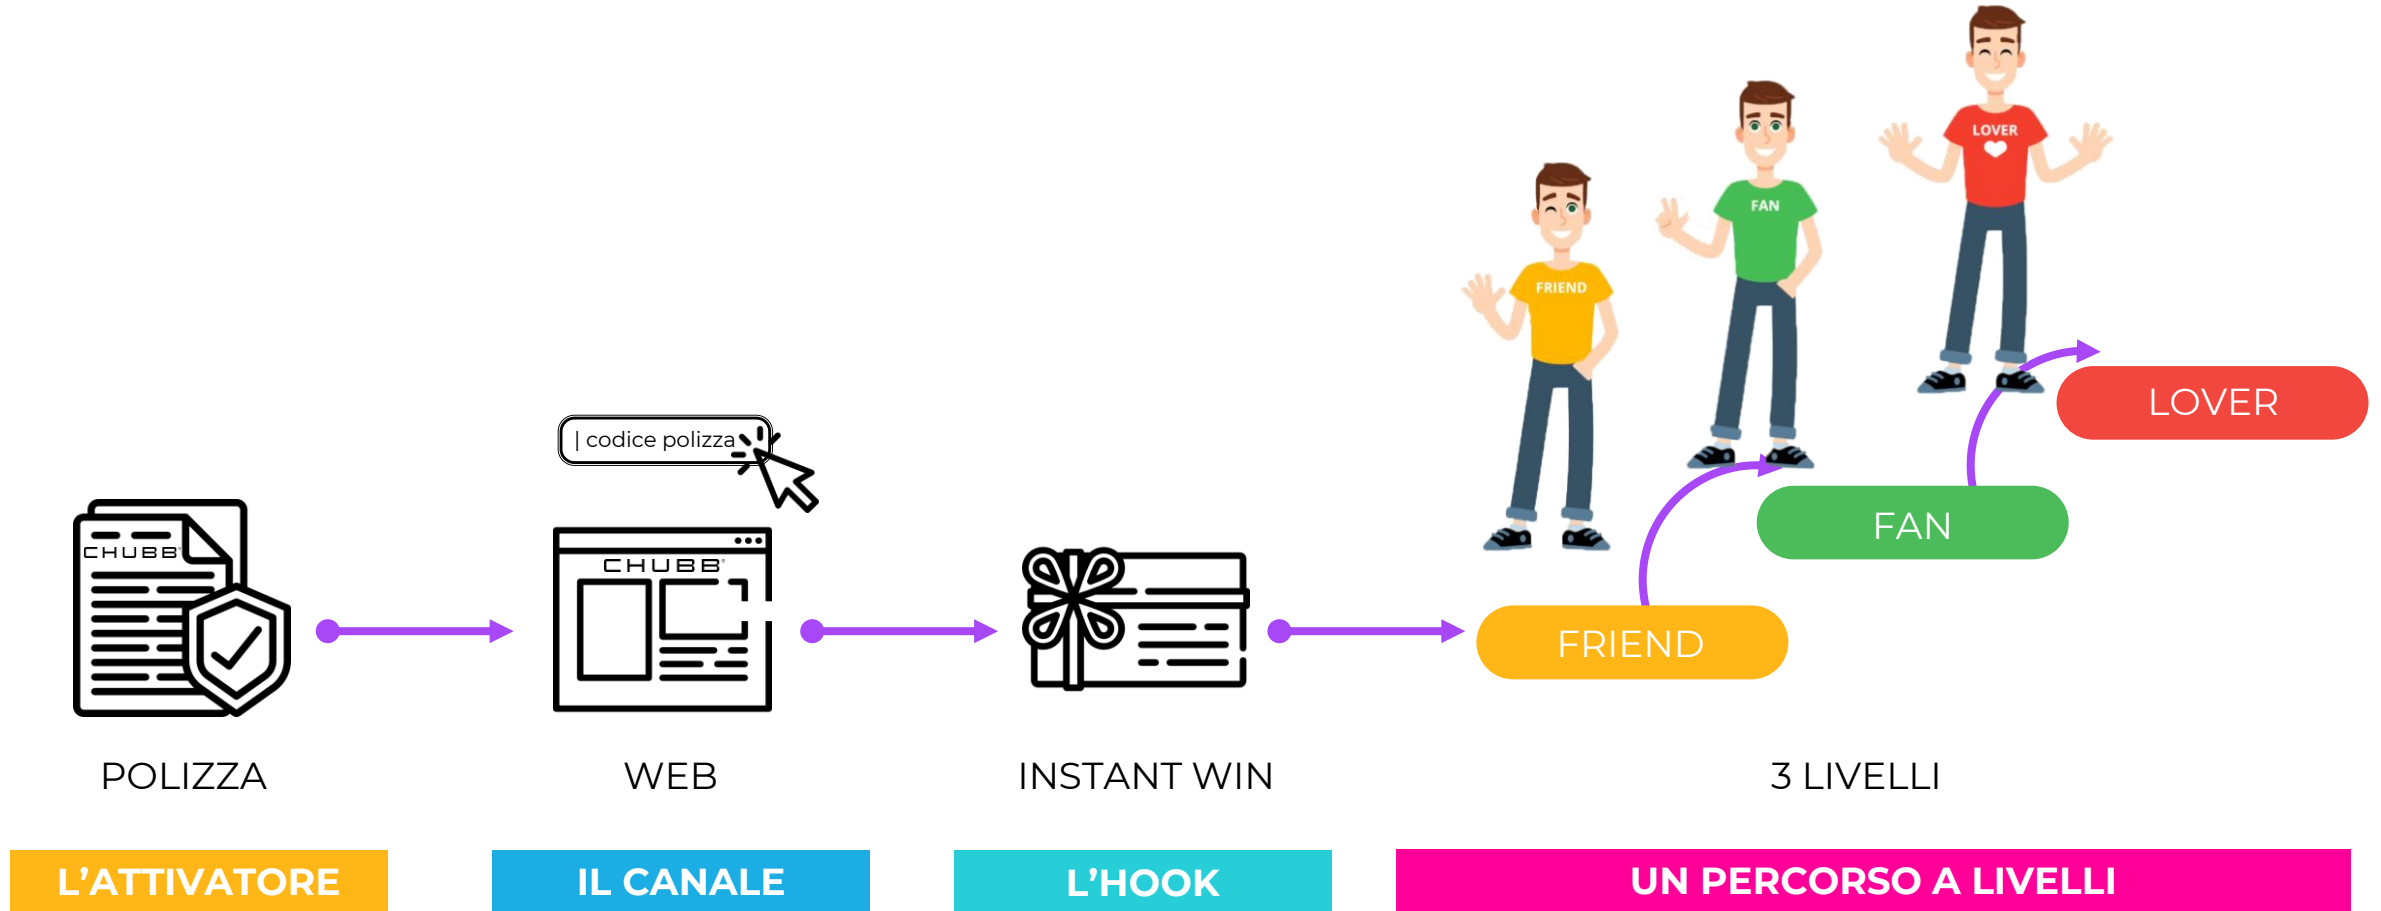 LOVER
FAN
FRIEND
LOVER
| codice polizza
FAN
CHUBB®
CHUBB®
FRIEND
POLIZZA
WEB
INSTANT WIN
3 LIVELLI
L’ATTIVATORE
IL CANALE
L’HOOK
UN PERCORSO A LIVELLI